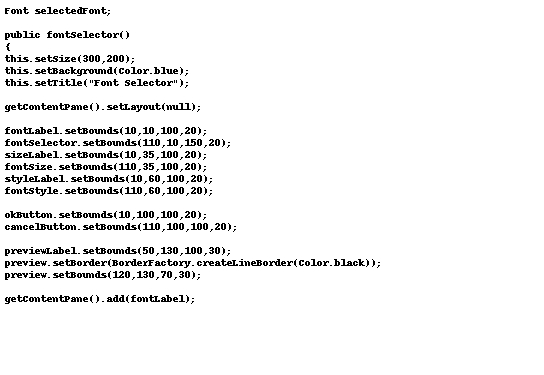 Font selectedFont;
public fontSelector()
{
this.setSize(300,200);
this.setBackground(Color.blue);
this.setTitle("Font Selector");
getContentPane().setLayout(null);
fontLabel.setBounds(10,10,100,20);
fontSelector.setBounds(110,10,150,20);
sizeLabel.setBounds(10,35,100,20);
fontSize.setBounds(110,35,100,20);
styleLabel.setBounds(10,60,100,20);
fontStyle.setBounds(110,60,100,20);
okButton.setBounds(10,100,100,20);
cancelButton.setBounds(110,100,100,20);
previewLabel.setBounds(50,130,100,30);
preview.setBorder(BorderFactory.createLineBorder(Color.black));
preview.setBounds(120,130,70,30);
getContentPane().add(fontLabel);